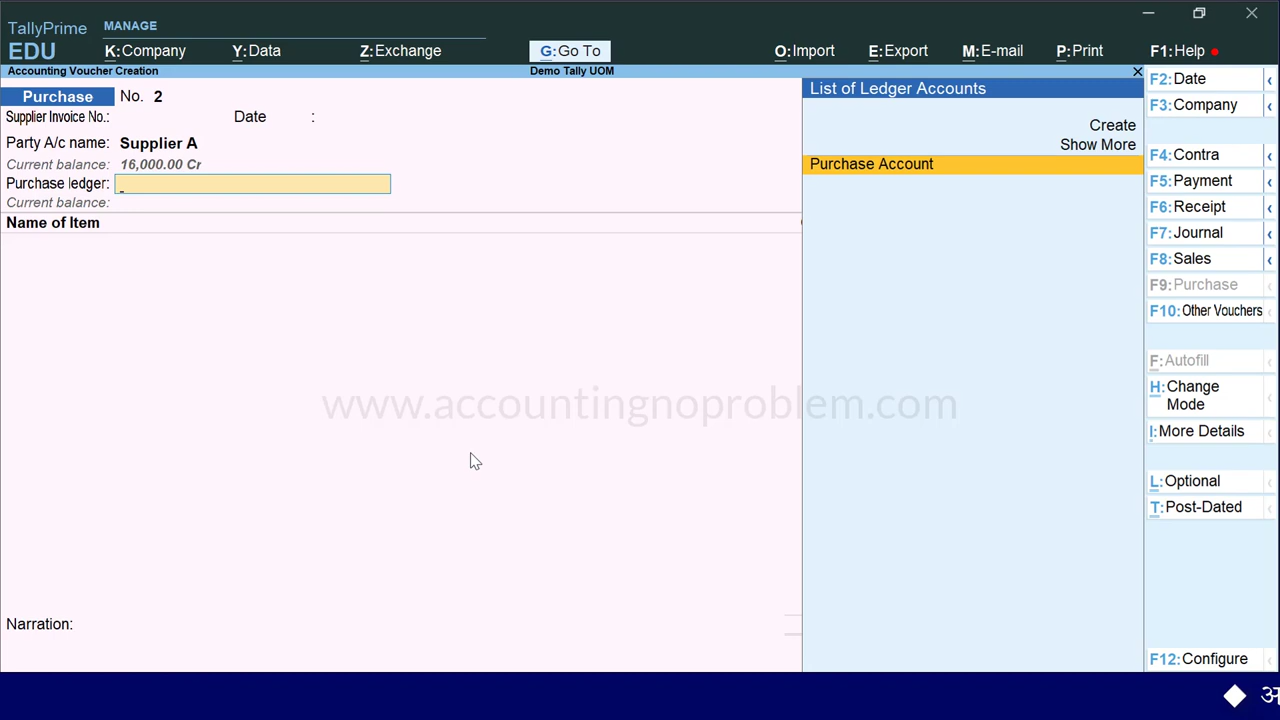 TallyPrime
EDU
MANAGE
K:Company
Y:Data
Z:Exchange
G:Go To
O:Import
E:Export
M:E-mail
P:Print
F1:Help
Accounting Voucher Creation
Demo Tally UOM
Purchase No. 2
Supplier Invoice No.: Date :
Party A/c name: Supplier A
Current balance: 16,000.00 Cr
Purchase ledger:
Current balance:
Name of Item
Narration:
List of Ledger Accounts
Create
Show More
Purchase Account
F2:Date
F3:Company
F4:Contra
F5:Payment
F6:Receipt
F7:Journal
F8:Sales
F9:Purchase
F10:Other Vouchers
F:Autofill
H:Change
Mode
I:More Details
L:Optional
T:Post-Dated
F12:Configure
www.accountingnoproblem.com